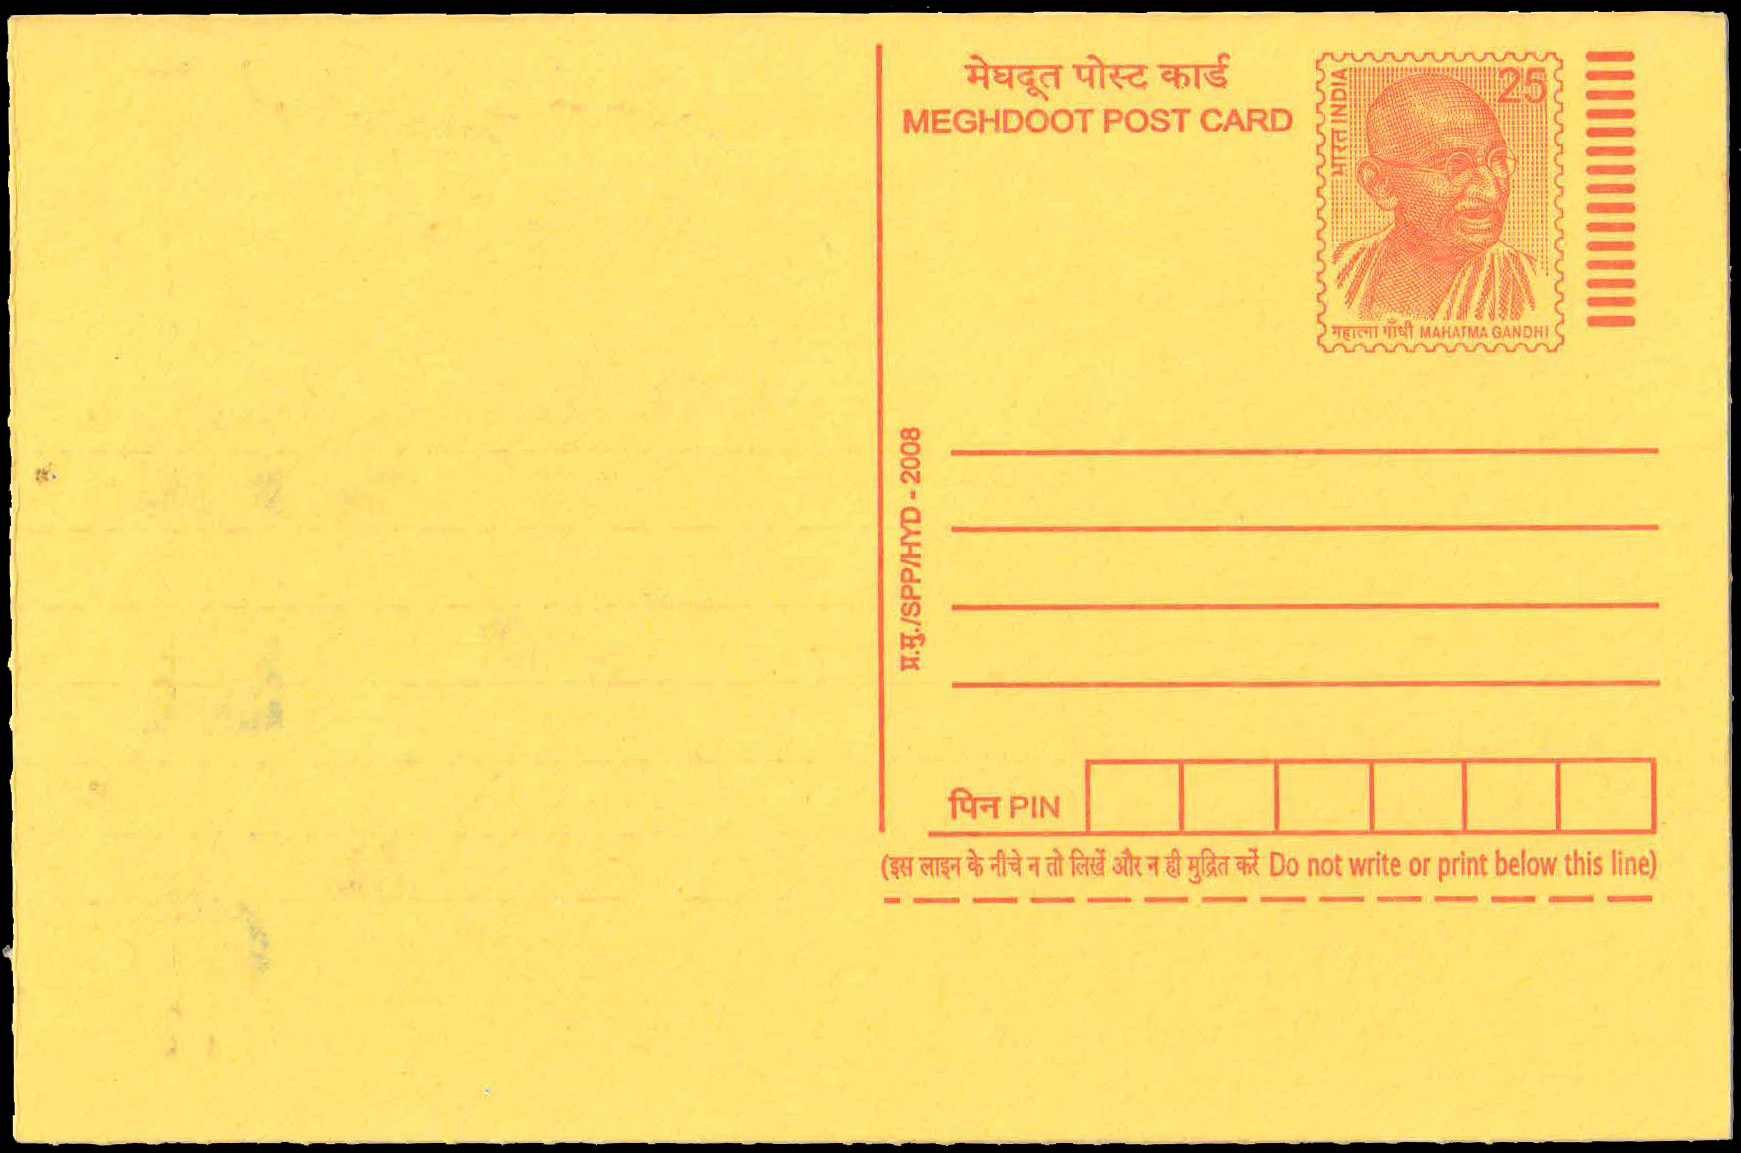 मेघदूत पोस्ट कार्ड
MEGHDOOT POST CARD
25
भारत INDIA
महात्मा गाँधी MAHATMA GANDHI
प्र.मु./SPP/HYD - 2008
पिन PIN
(इस लाइन के नीचे न तो लिखें और न ही मुद्रित करें Do not write or print below this line)